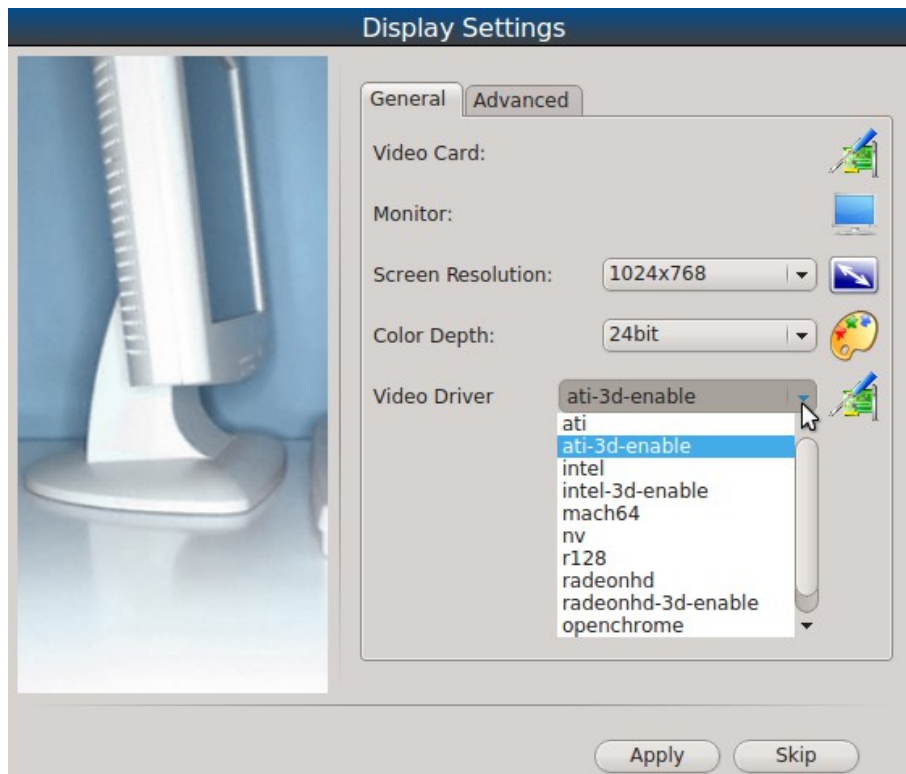 Display Settings
General Advanced
Video Card:
Monitor:
Screen Resolution: 1024x768
Color Depth: 24bit
Video Driver ati-3d-enable
ati
ati-3d-enable
intel
intel-3d-enable
mach64
nv
r128
radeonhd
radeonhd-3d-enable
openchrome
Apply Skip